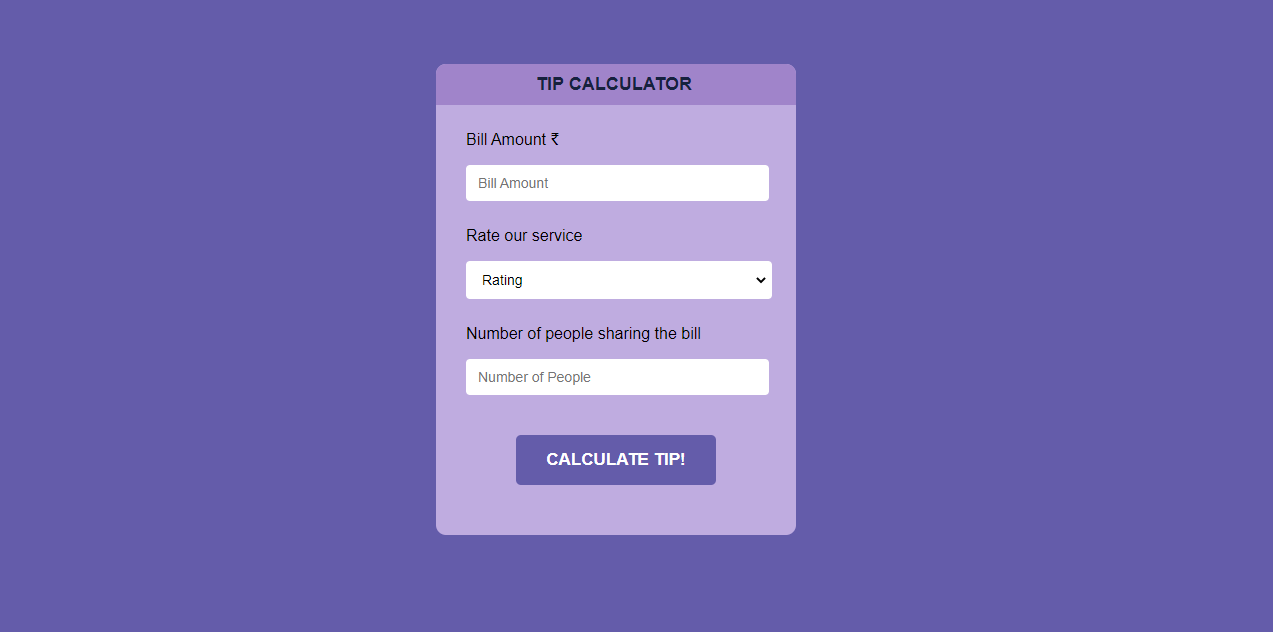 TIP CALCULATOR
Bill Amount ₹
Bill Amount
Rate our service
Rating
Number of people sharing the bill
Number of People
CALCULATE TIP!